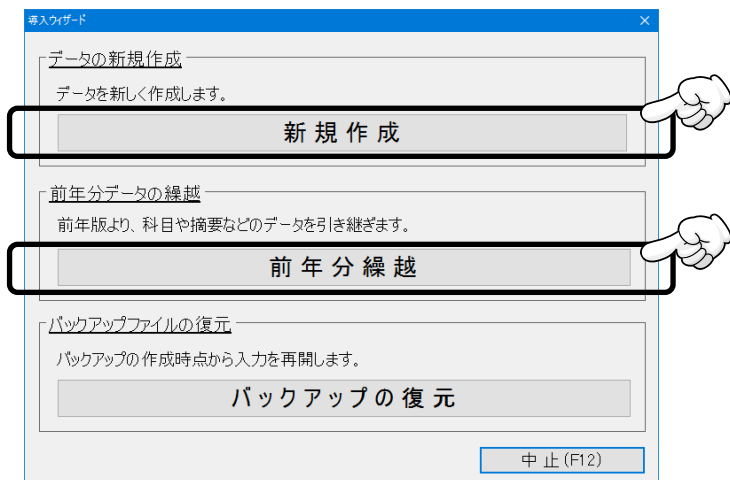 導入ウィザード
データの新規作成
データを新しく作成します。
新規作成
前年分データの繰越
前年版より、科目や摘要などのデータを引き継ぎます。
前年分繰越
バックアップファイルの復元
バックアップの作成時点から入力を再開します。
バックアップの復元
中止(F12)